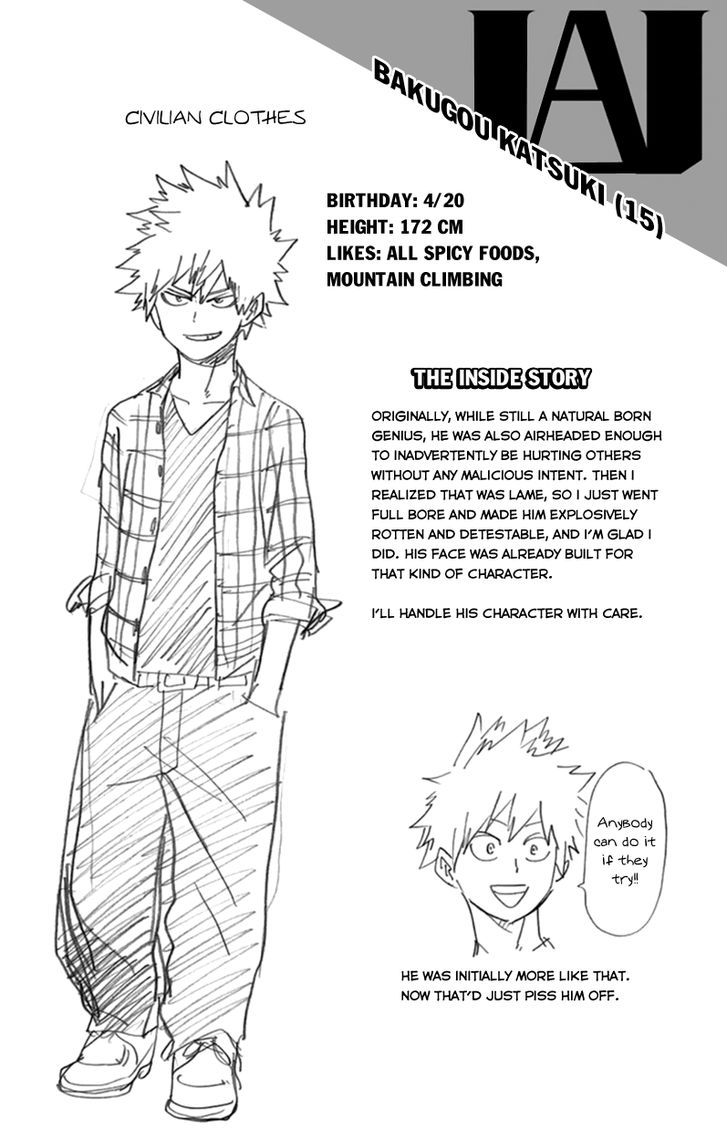 UA
BAKUGOU KATSUKI (15)
CIVILIAN CLOTHES
BIRTHDAY: 4/20
HEIGHT: 172 CM
LIKES: ALL SPICY FOODS,
MOUNTAIN CLIMBING
THE INSIDE STORY
ORIGINALLY, WHILE STILL A NATURAL BORN
GENIUS, HE WAS ALSO AIRHEADED ENOUGH
TO INADVERTENTLY BE HURTING OTHERS
WITHOUT ANY MALICIOUS INTENT. THEN I
REALIZED THAT WAS LAME, SO I JUST WENT
FULL BORE AND MADE HIM EXPLOSIVELY
ROTTEN AND DETESTABLE, AND I'M GLAD I
DID. HIS FACE WAS ALREADY BUILT FOR
THAT KIND OF CHARACTER.
I'LL HANDLE HIS CHARACTER WITH CARE.
Anybody
can do it
if they
try!!
HE WAS INITIALLY MORE LIKE THAT.
NOW THAT'D JUST PISS HIM OFF.